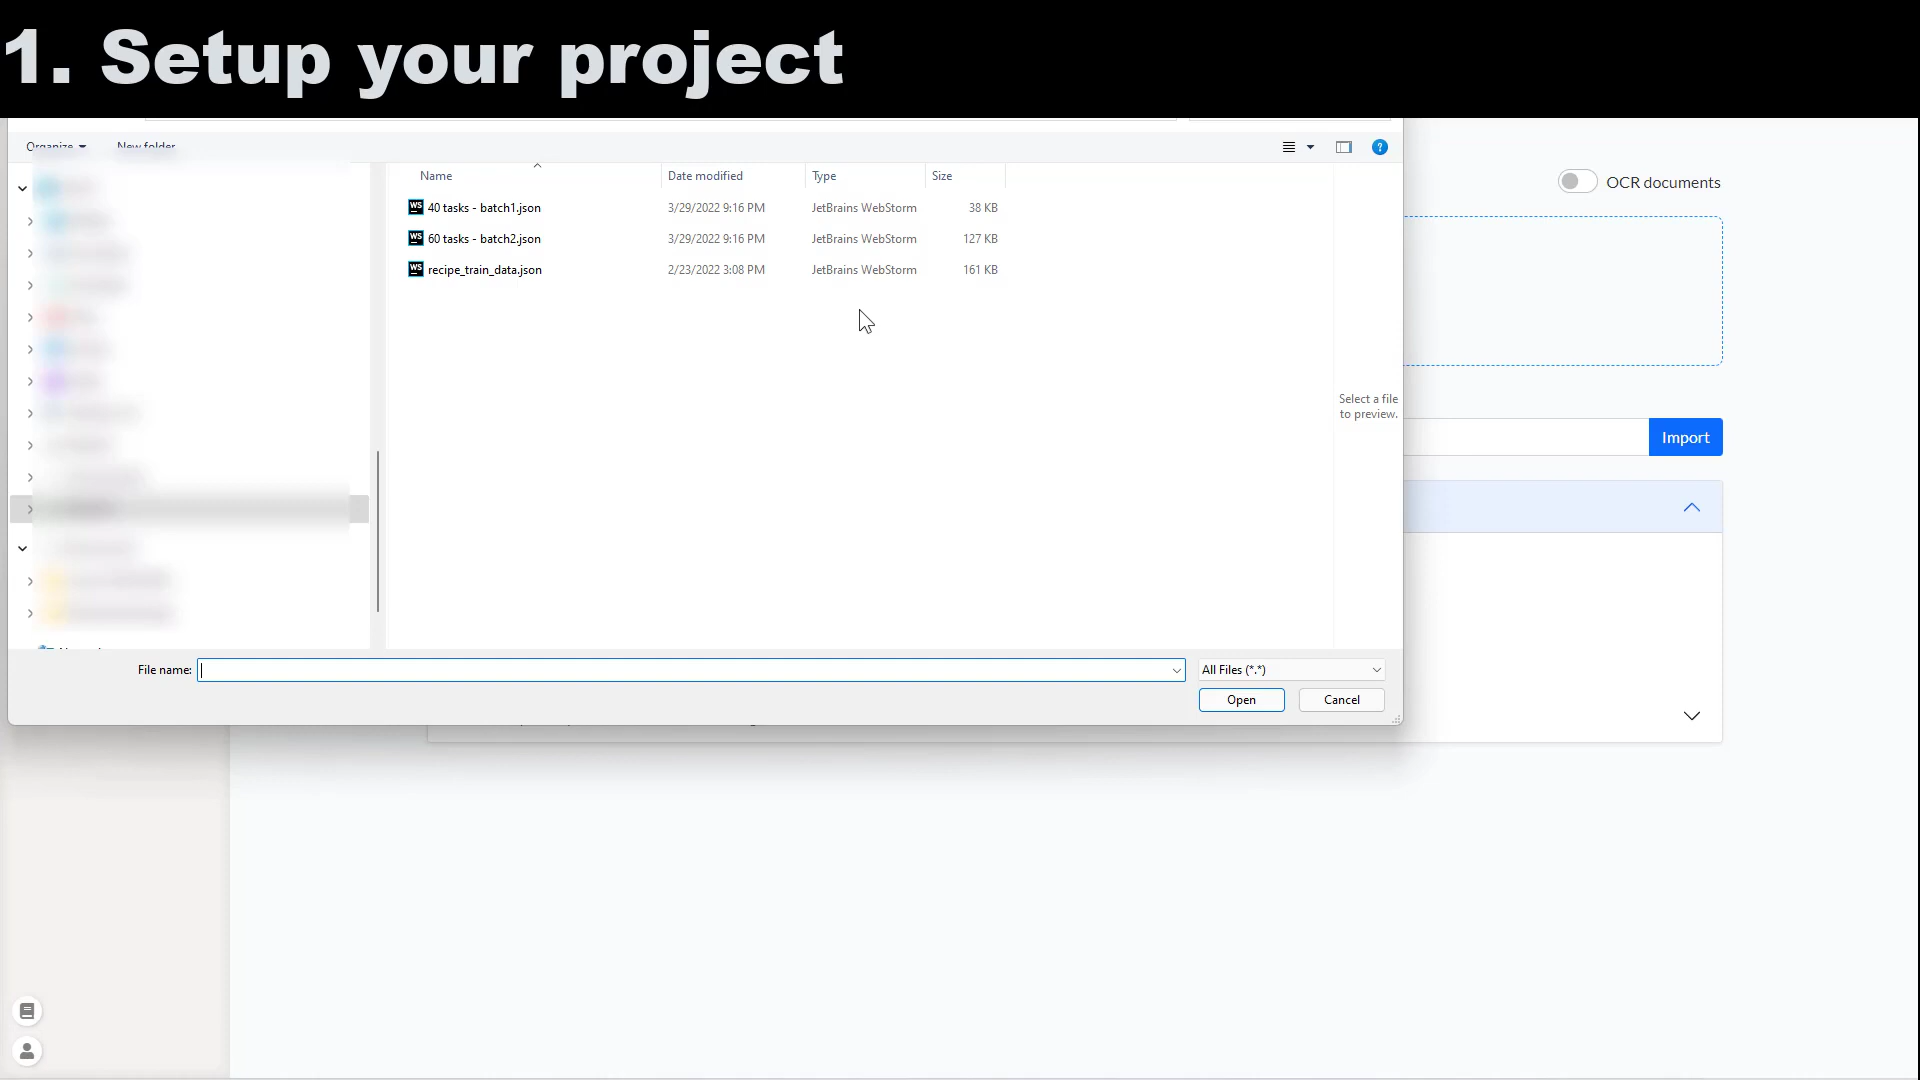 1. Setup your project
Organize New folder
OCR documents
Name Date modified Type Size
WS 40 tasks - batch1.json 3/29/2022 9:16 PM JetBrains WebStorm 38 KB
WS 60 tasks - batch2.json 3/29/2022 9:16 PM JetBrains WebStorm 127 KB
WS recipe_train_data.json 2/23/2022 3:08 PM JetBrains WebStorm 161 KB
Select a file
to preview.
Import
File name: All Files (*.*)
Open Cancel